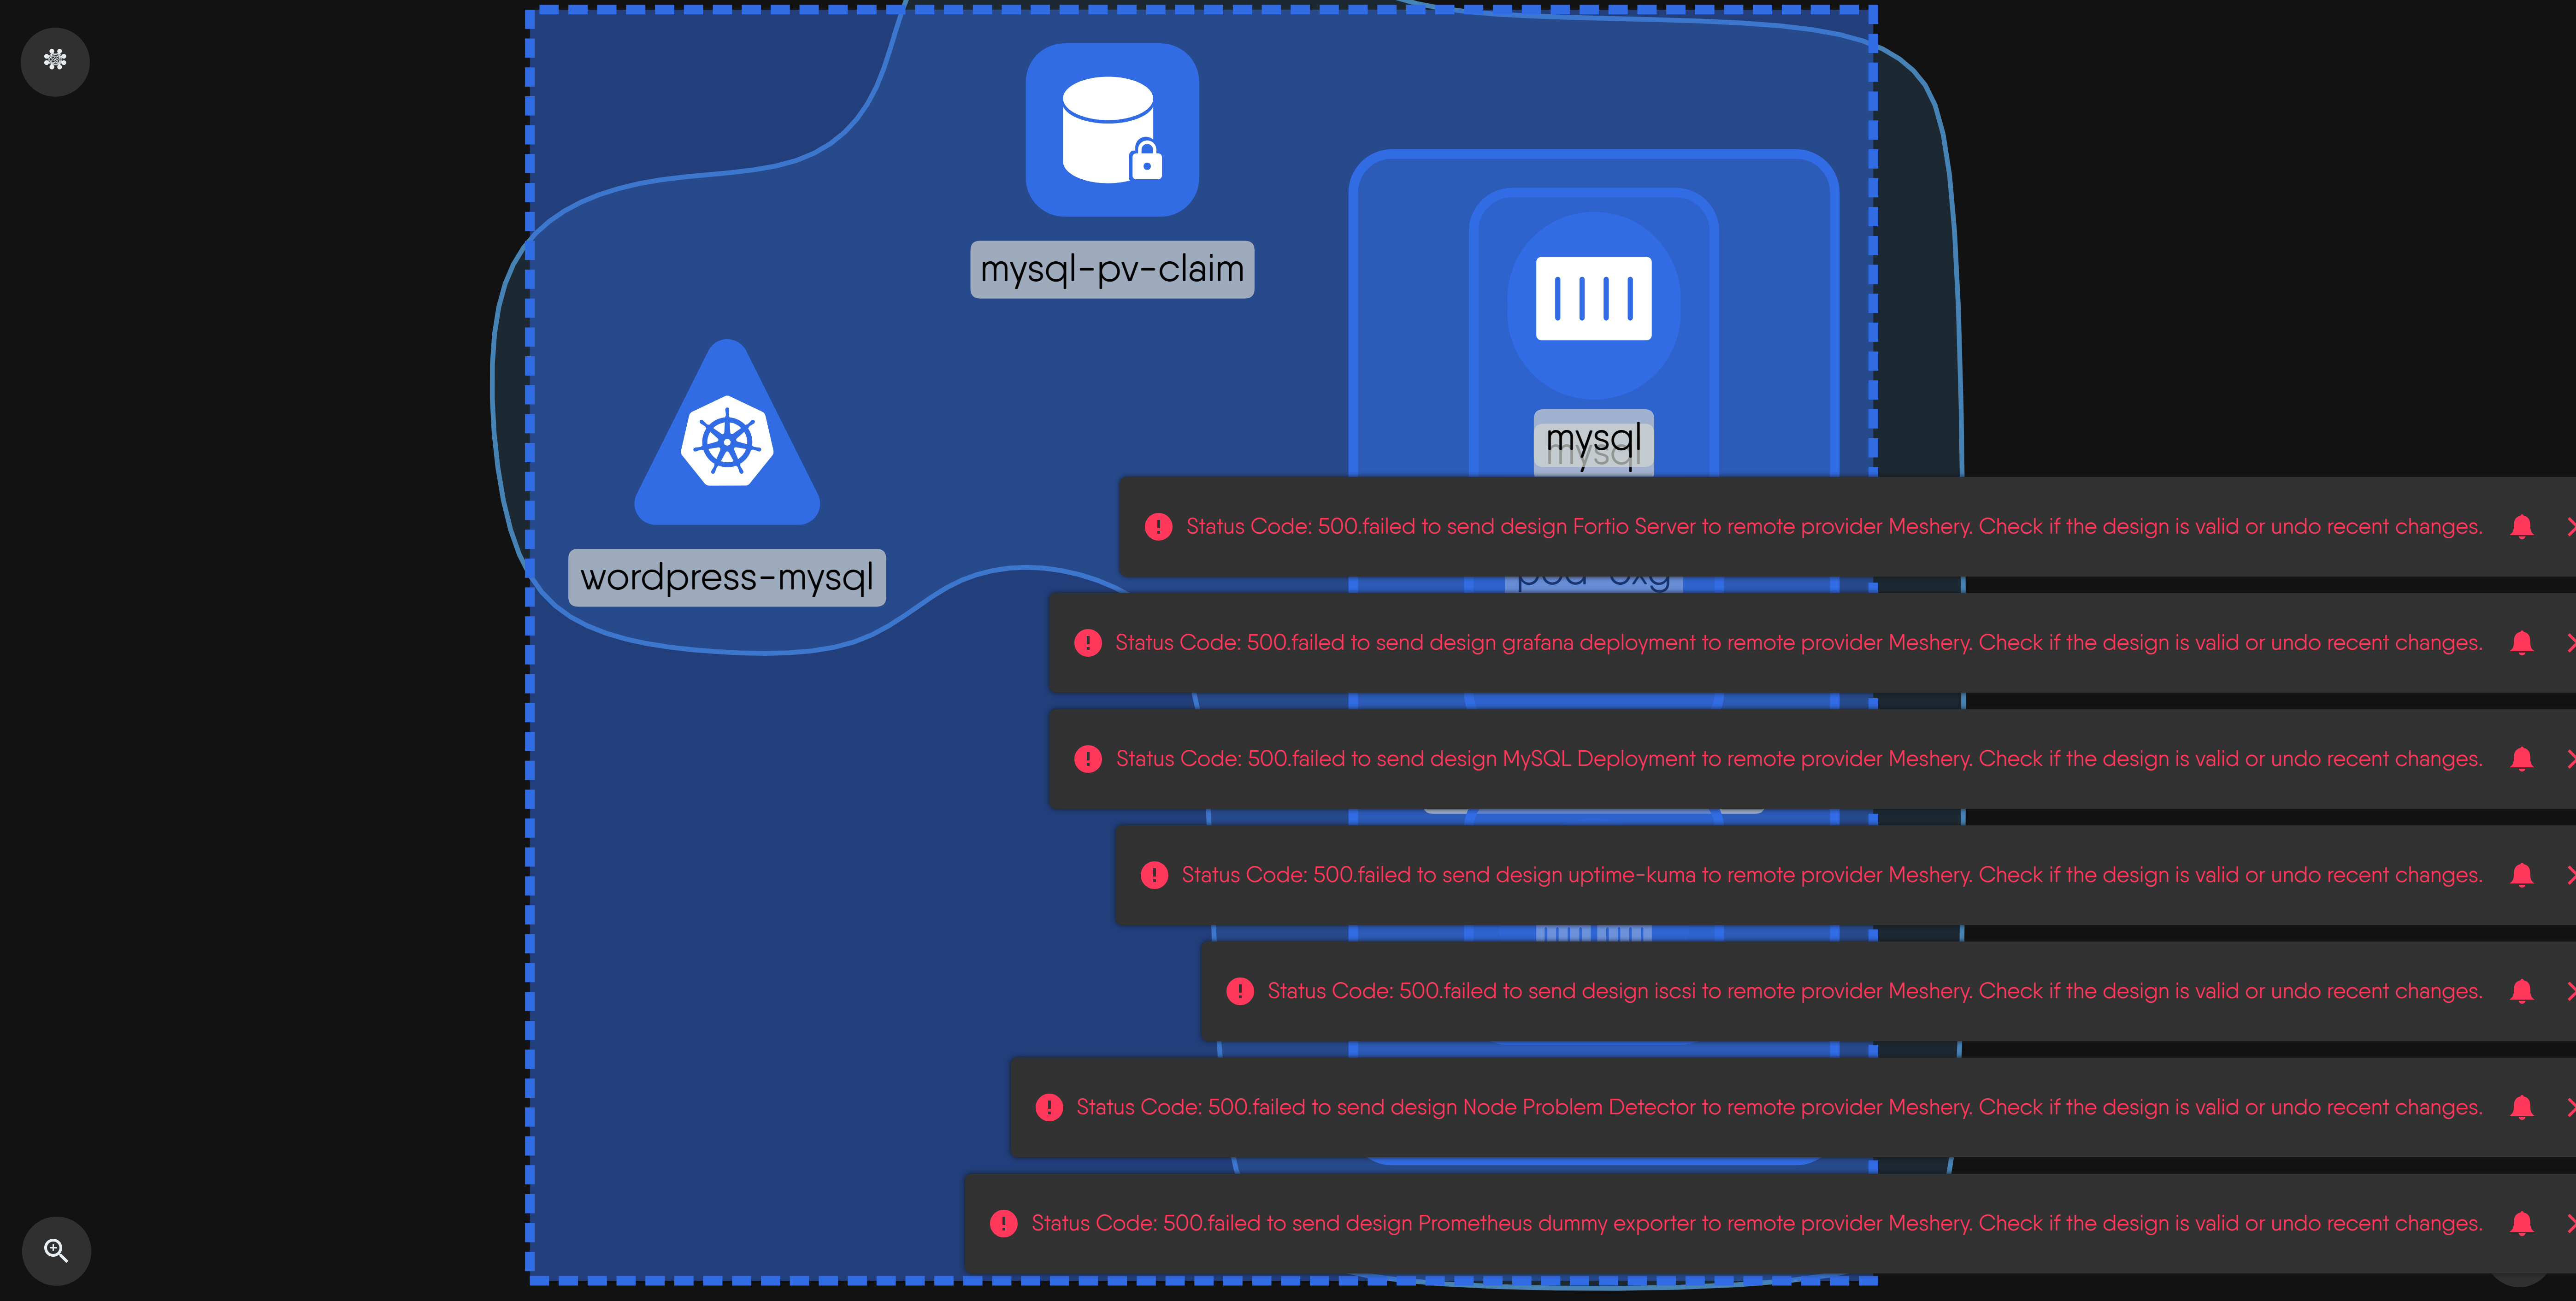 mysql-pv-claim
mysql
mysql
wordpress-mysql
Status Code: 500.failed to send design Fortio Server to remote provider Meshery. Check if the design is valid or undo recent changes.
Status Code: 500.failed to send design grafana deployment to remote provider Meshery. Check if the design is valid or undo recent changes.
Status Code: 500.failed to send design MySQL Deployment to remote provider Meshery. Check if the design is valid or undo recent changes.
Status Code: 500.failed to send design uptime-kuma to remote provider Meshery. Check if the design is valid or undo recent changes.
Status Code: 500.failed to send design iscsi to remote provider Meshery. Check if the design is valid or undo recent changes.
Status Code: 500.failed to send design Node Problem Detector to remote provider Meshery. Check if the design is valid or undo recent changes.
Status Code: 500.failed to send design Prometheus dummy exporter to remote provider Meshery. Check if the design is valid or undo recent changes.